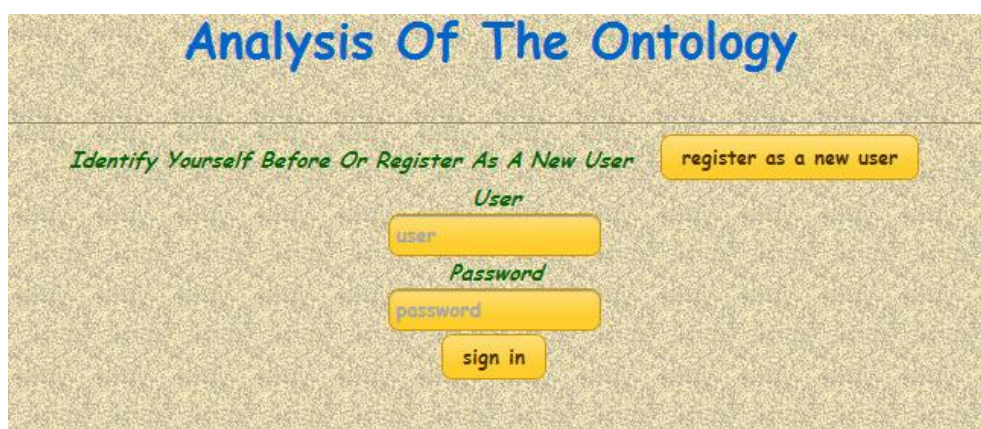 Analysis Of The Ontology
Identify Yourself Before Or Register As A New User register as a new user
User
user
Password
password
sign in